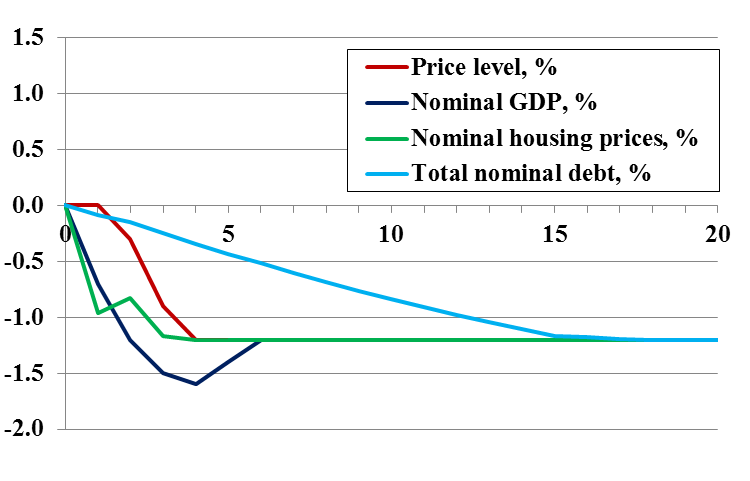 1.5
1.0
Price level, %
Nominal GDP, %
0.5
Nominal housing prices, %
Total nominal debt, %
0.0
0 5 10 15 20
-0.5
-1.0
-1.5
-2.0